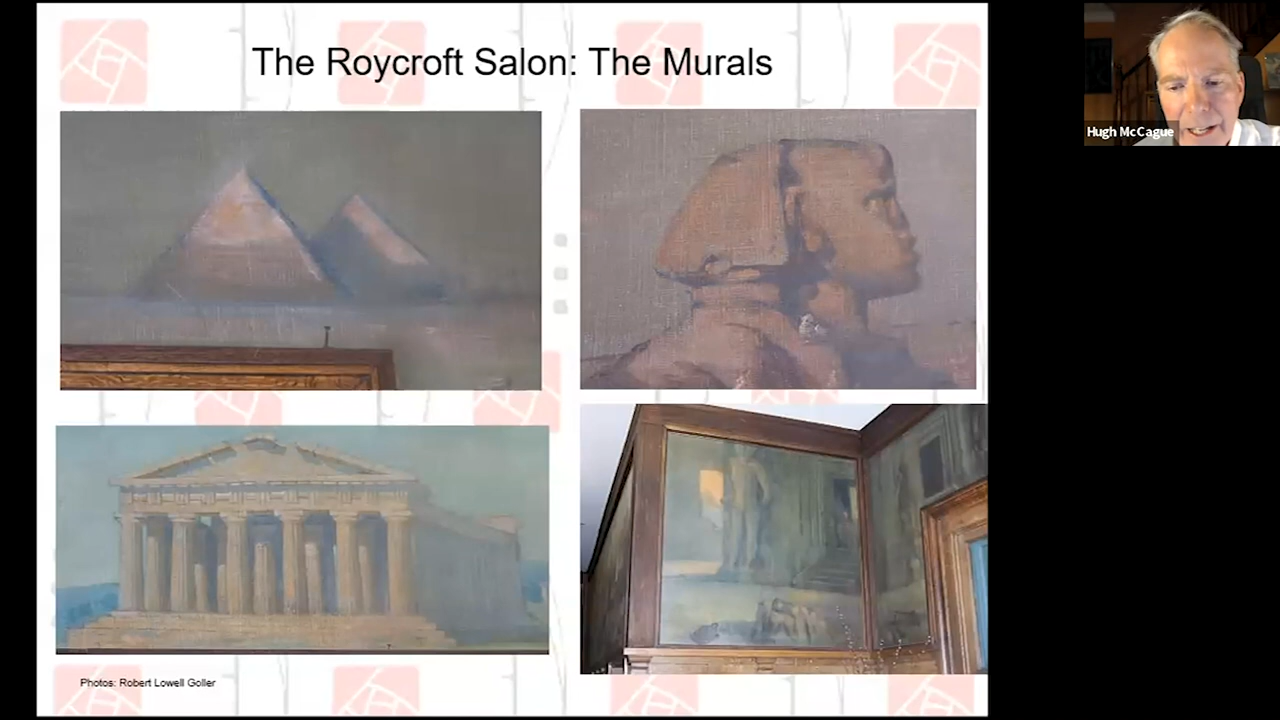 The Roycroft Salon: The Murals
Hugh McCague
Photos: Robert Lowell Goller